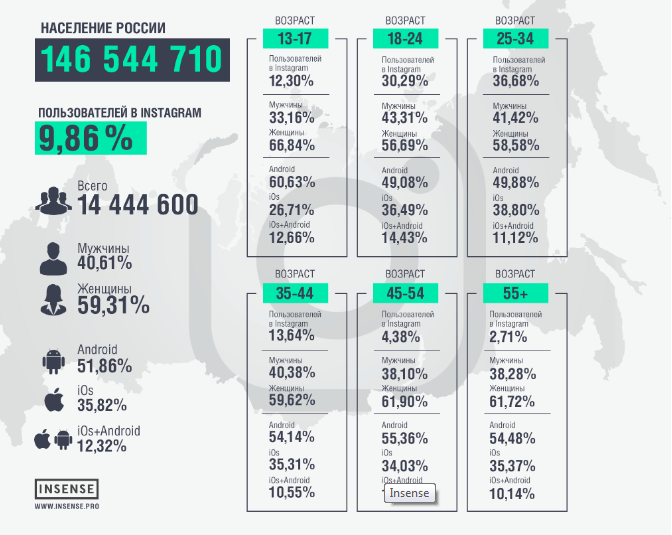 НАСЕЛЕНИЕ РОССИИ
146 544 710
ПОЛЬЗОВАТЕЛЕЙ В INSTAGRAM
9,86%
Всего
14 444 600
Мужчины
40,61%
Женщины
59,31%
Android
51,86%
iOs
35,82%
iOs+Android
12,32%
INSENSE
WWW.INSENSE.PRO
ВОЗРАСТ
13-17
Пользователей
в Instagram
12,30%
Мужчины
33,16%
Женщины
66,84%
Android
60,63%
iOs
26,71%
iOs+Android
12,66%
ВОЗРАСТ
18-24
Пользователей
в Instagram
30,29%
Мужчины
43,31%
Женщины
56,69%
Android
49,08%
iOs
36,49%
iOs+Android
14,43%
ВОЗРАСТ
25-34
Пользователей
в Instagram
36,68%
Мужчины
41,42%
Женщины
58,58%
Android
49,88%
iOs
38,80%
iOs+Android
11,12%
ВОЗРАСТ
35-44
Пользователей
в Instagram
13,64%
Мужчины
40,38%
Женщины
59,62%
Android
54,14%
iOs
35,31%
iOs+Android
10,55%
ВОЗРАСТ
45-54
Пользователей
в Instagram
4,38%
Мужчины
38,10%
Женщины
61,90%
Android
55,36%
iOs
34,03%
iOs+Android
Insense
ВОЗРАСТ
55+
Пользователей
в Instagram
2,71%
Мужчины
38,28%
Женщины
61,72%
Android
54,48%
iOs
35,37%
iOs+Android
10,14%